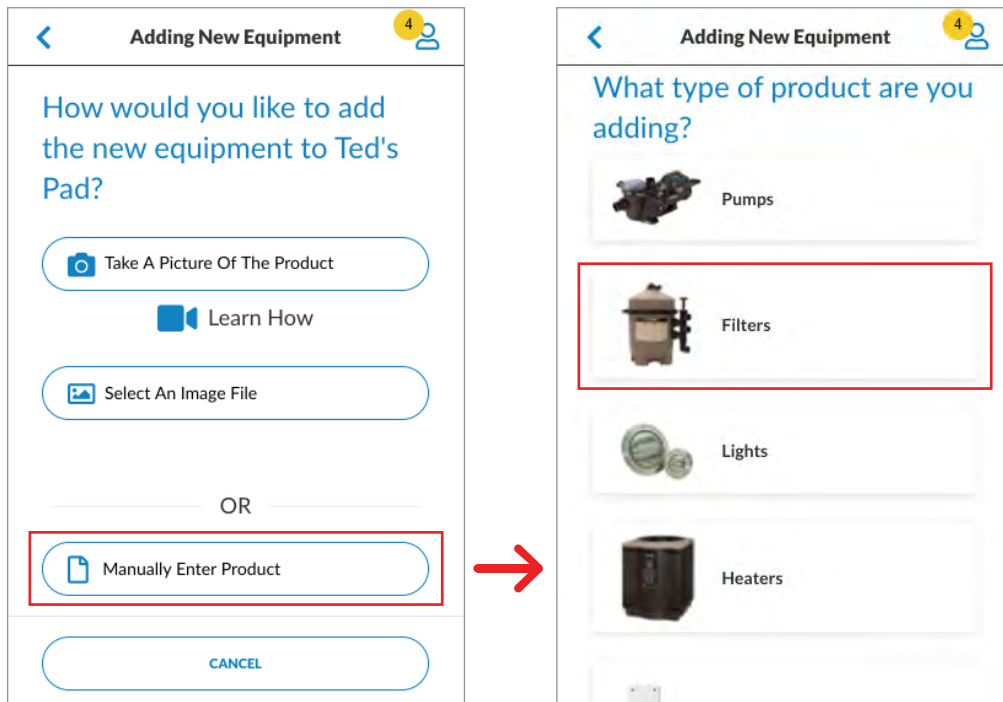 Adding New Equipment
4
How would you like to add
the new equipment to Ted's
Pad?
Take A Picture Of The Product
Learn How
Select An Image File
OR
Manually Enter Product
CANCEL
Adding New Equipment
4
What type of product are you
adding?
Pumps
Filters
Lights
Heaters